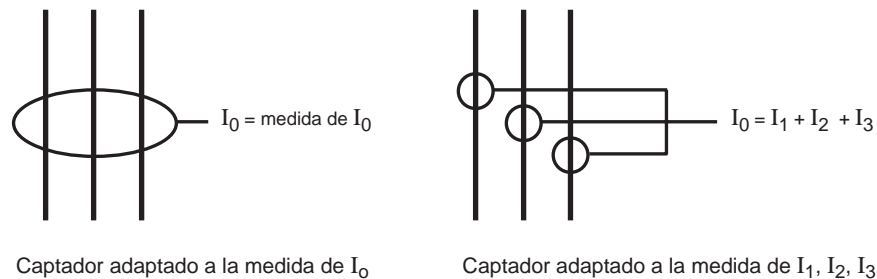 I0 = medida de I0
I0 = I1 + I2 + I3
Captador adaptado a la medida de Io
Captador adaptado a la medida de I1, I2, I3